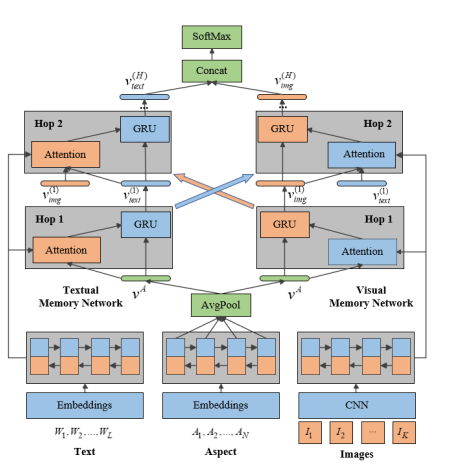 SoftMax
Concat
v_{text}^{(H)}
v_{img}^{(H)}
...
...
Hop 2
GRU
Attention
Hop 2
GRU
Attention
v_{img}^{(1)}
v_{text}^{(1)}
v_{img}^{(1)}
v_{text}^{(1)}
Hop 1
GRU
Attention
Hop 1
GRU
Attention
Textual
Memory Network
v^A
v^A
Visual
Memory Network
AvgPool
Embeddings
Embeddings
CNN
W_1, W_2, ..., W_L
A_1, A_2, ..., A_N
I_1
I_2
...
I_K
Text
Aspect
Images